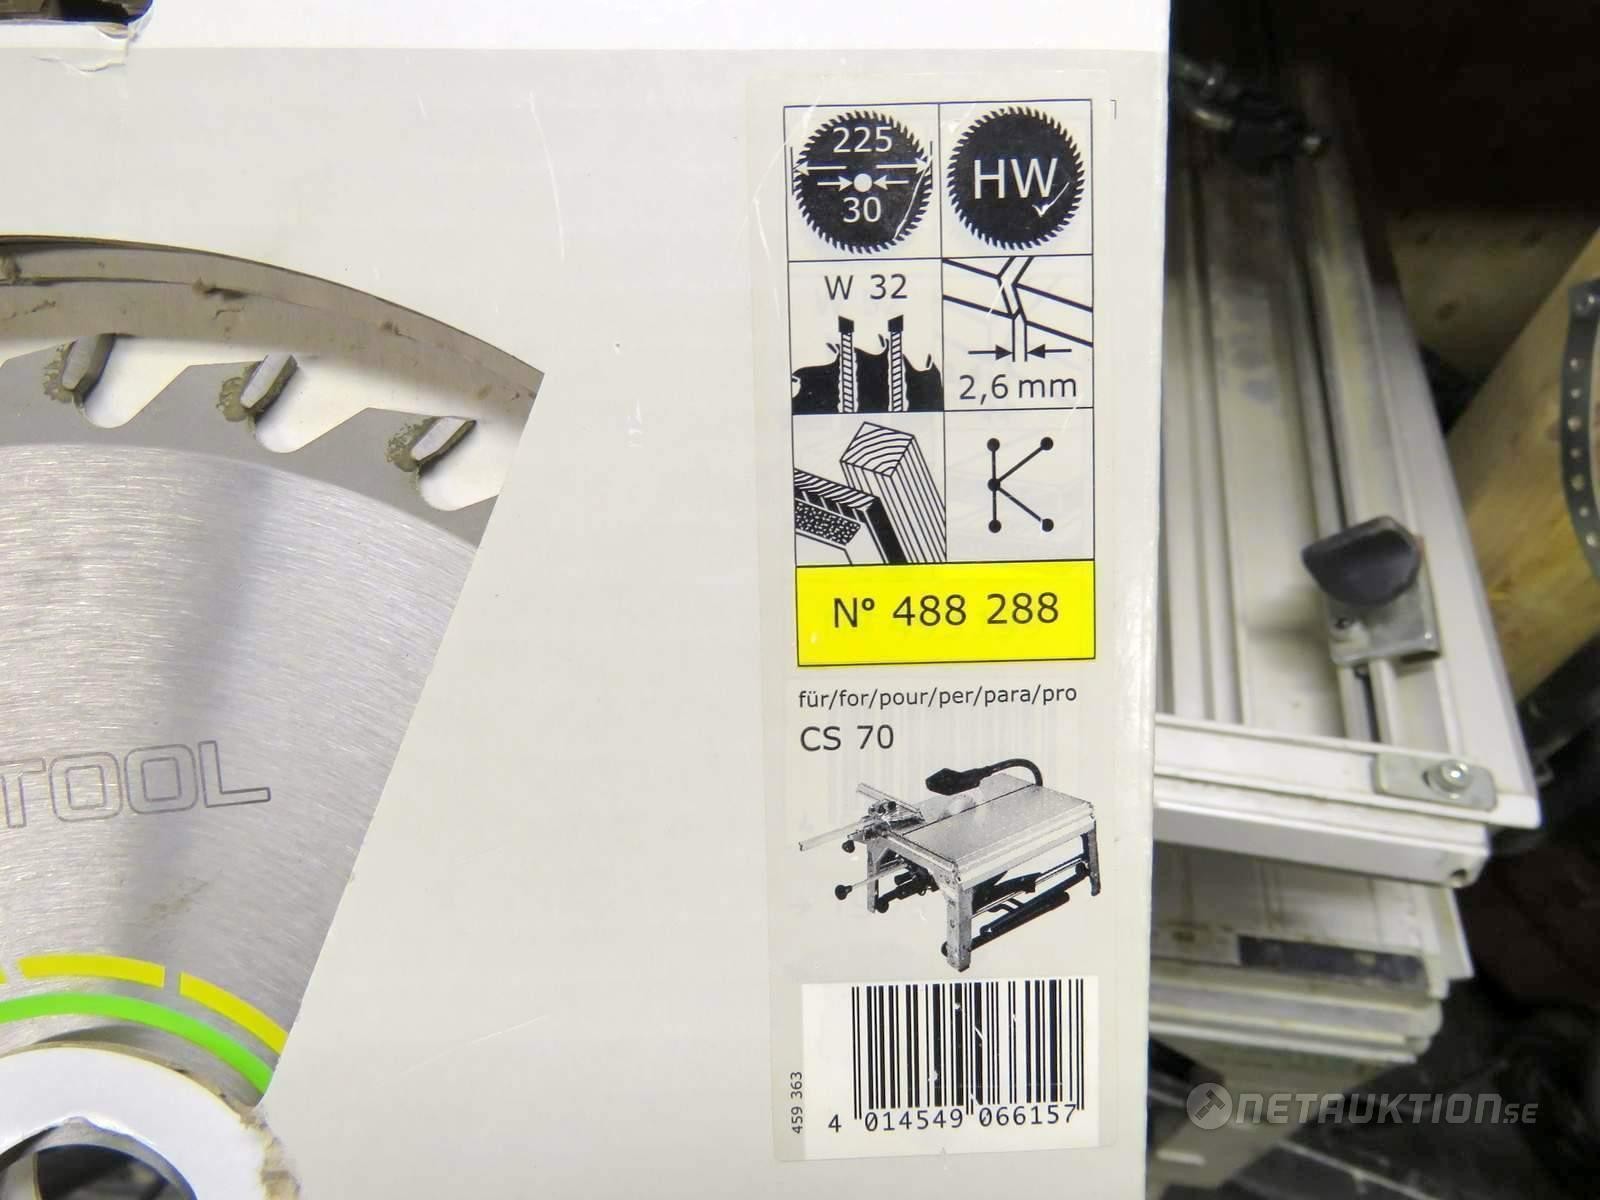 225
30
HW
W 32
2,6 mm
K
N° 488 288
für/for/pour/per/para/pro
CS 70
459 363
4 014549 066157
TOOL
NETAUKTION.SE